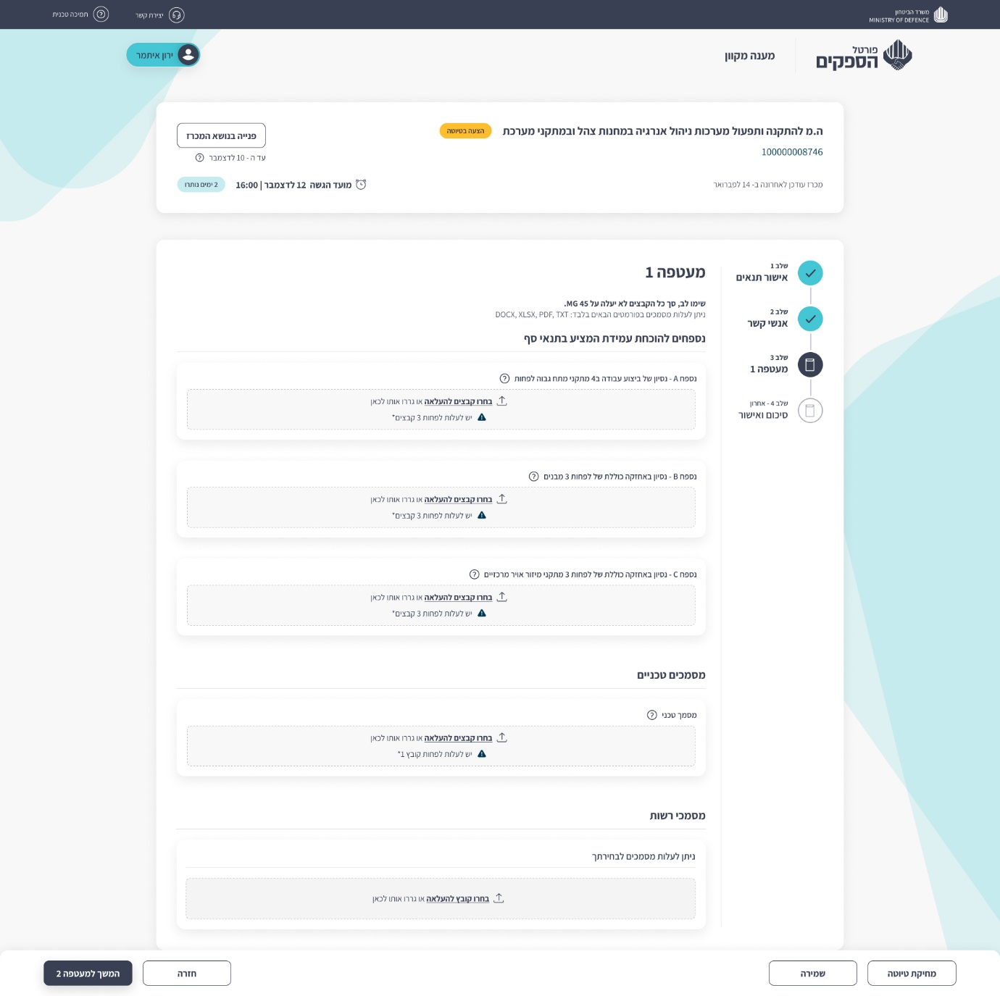 משרד הביטחון
MINISTRY OF DEFENCE
יצירת קשר
תמיכה טכנית
פורטל
הספקים
מענה מקוון
ירון איתמר
ה.מ להתקנה ותפעול מערכות ניהול אנרגיה במחנות צהל ובמתקני מערכת
הצעה בטיוטה
פנייה בנושא המכרז
100000008746
עד ה - 10 לדצמבר
מכרז עודכן לאחרונה ב- 14 לפברואר
מועד הגשה 12 לדצמבר | 16:00
2 ימים נותרו
שלב 1
אישור תנאים
שלב 2
אנשי קשר
שלב 3
מעטפה 1
שלב 4 - אחרון
סיכום ואישור
מעטפה 1
שימו לב, סך כל הקבצים לא יעלה על 45 MG.
ניתן לעלות מסמכים בפורמטים הבאים בלבד: DOCX, XLSX, PDF, TXT
נספחים להוכחת עמידת המציע בתנאי סף
נספח A - נסיון של ביצוע עבודה ב4 מתקני מתח גבוה לפחות
בחרו קבצים להעלאה או גררו אותו לכאן
יש לעלות לפחות 3 קבצים*
נספח B - נסיון באחזקה כוללת של לפחות 3 מבנים
בחרו קבצים להעלאה או גררו אותו לכאן
יש לעלות לפחות 3 קבצים*
נספח C - נסיון באחזקה כוללת של לפחות 3 מתקני מיזור אויר מרכזיים
בחרו קבצים להעלאה או גררו אותו לכאן
יש לעלות לפחות 3 קבצים*
מסמכים טכניים
מסמך טכני
בחרו קבצים להעלאה או גררו אותו לכאן
יש לעלות לפחות קובץ 1*
מסמכי רשות
ניתן לעלות מסמכים לבחירתך
בחרו קובץ להעלאה או גררו אותו לכאן
מחיקת טיוטה
שמירה
חזרה
המשך למעטפה 2